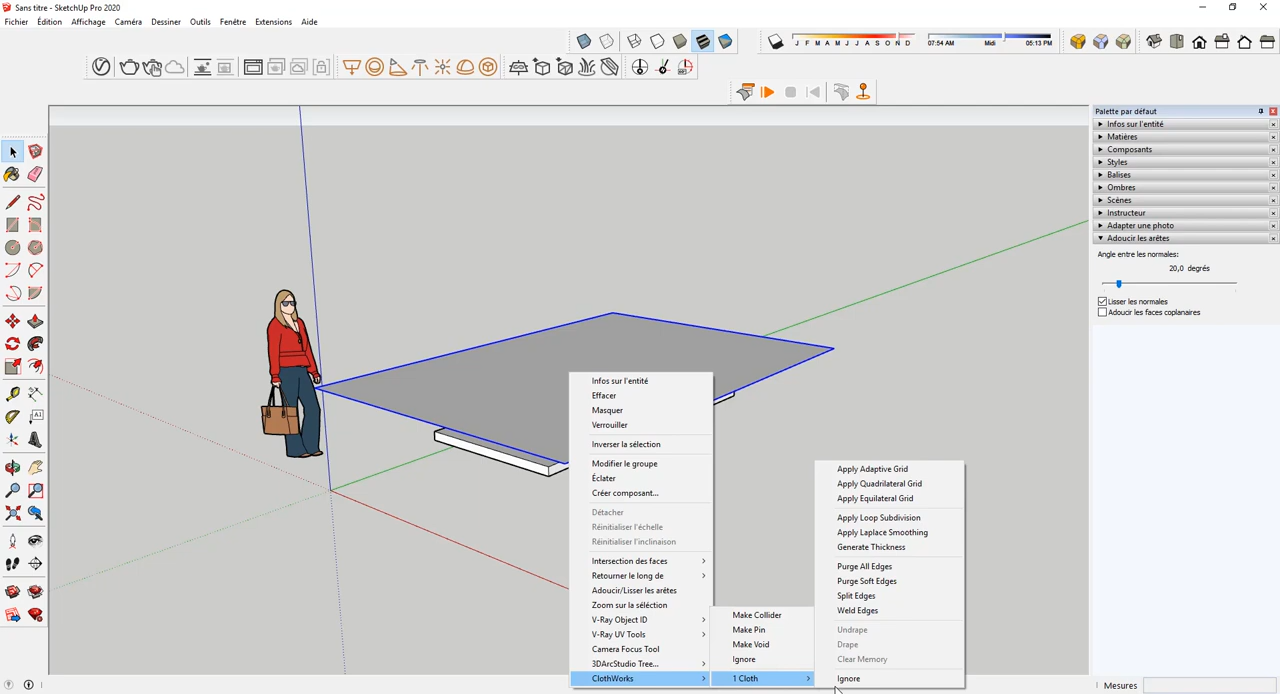 Sans titre - SketchUp Pro 2020
Fichier Édition Affichage Caméra Dessiner Outils Fenêtre Extensions Aide
J F M A M J J A S O N D
07:54 AM Midi 05:13 PM
Palette par défaut
Infos sur l'entité
Matières
Composants
Styles
Balises
Ombres
Scènes
Instructeur
Adapter une photo
Adoucir les arêtes
Angle entre les normales:
20,0 degrés
Lisser les normales
Adoucir les faces coplanaires
Infos sur l'entité
Effacer
Masquer
Verrouiller
Inverser la sélection
Modifier le groupe
Éclater
Créer composant...
Détacher
Réinitialiser l'échelle
Réinitialiser l'inclinaison
Intersection des faces
Retourner le long de
Adoucir/Lisser les arêtes
Zoom sur la séléction
V-Ray Object ID
V-Ray UV Tools
Camera Focus Tool
3DArcStudio Tree...
ClothWorks
Make Collider
Make Pin
Make Void
Ignore
1 Cloth
Apply Adaptive Grid
Apply Quadrilateral Grid
Apply Equilateral Grid
Apply Loop Subdivision
Apply Laplace Smoothing
Generate Thickness
Purge All Edges
Purge Soft Edges
Split Edges
Weld Edges
Undrape
Drape
Clear Memory
Ignore
Mesures